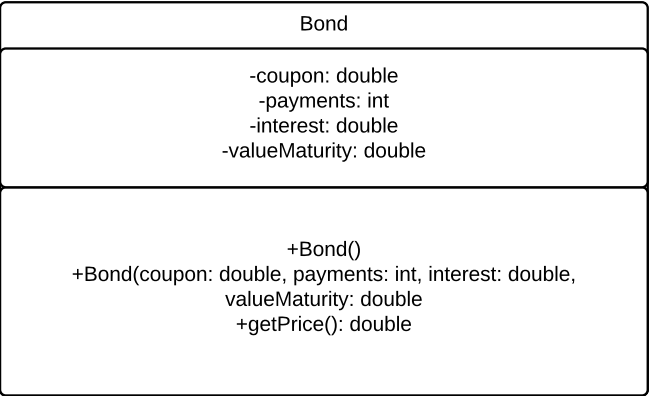 Bond
-coupon: double
-payments: int
-interest: double
-valueMaturity: double
+Bond()
+Bond(coupon: double, payments: int, interest: double,
valueMaturity: double
+getPrice(): double